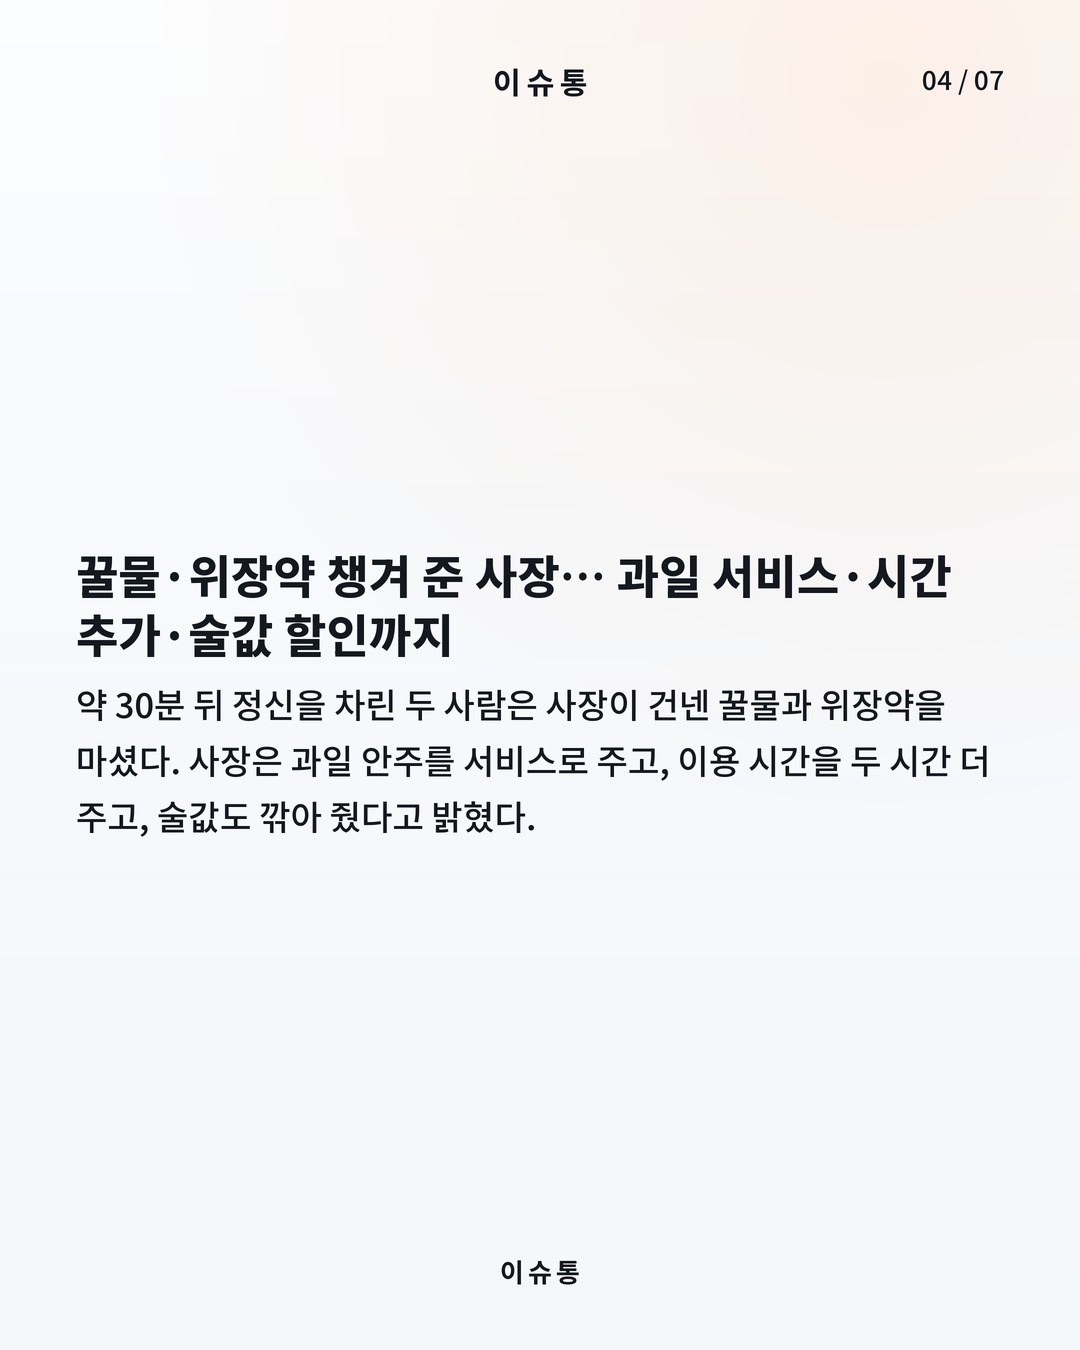 이슈통
04 / 07
꿀물·위장약 챙겨 준 사장… 과일 서비스·시간
추가·술값 할인까지
약 30분 뒤 정신을 차린 두 사람은 사장이 건넨 꿀물과 위장약을
마셨다. 사장은 과일 안주를 서비스로 주고, 이용 시간을 두 시간 더
주고, 술값도 깎아 줬다고 밝혔다.
이슈통